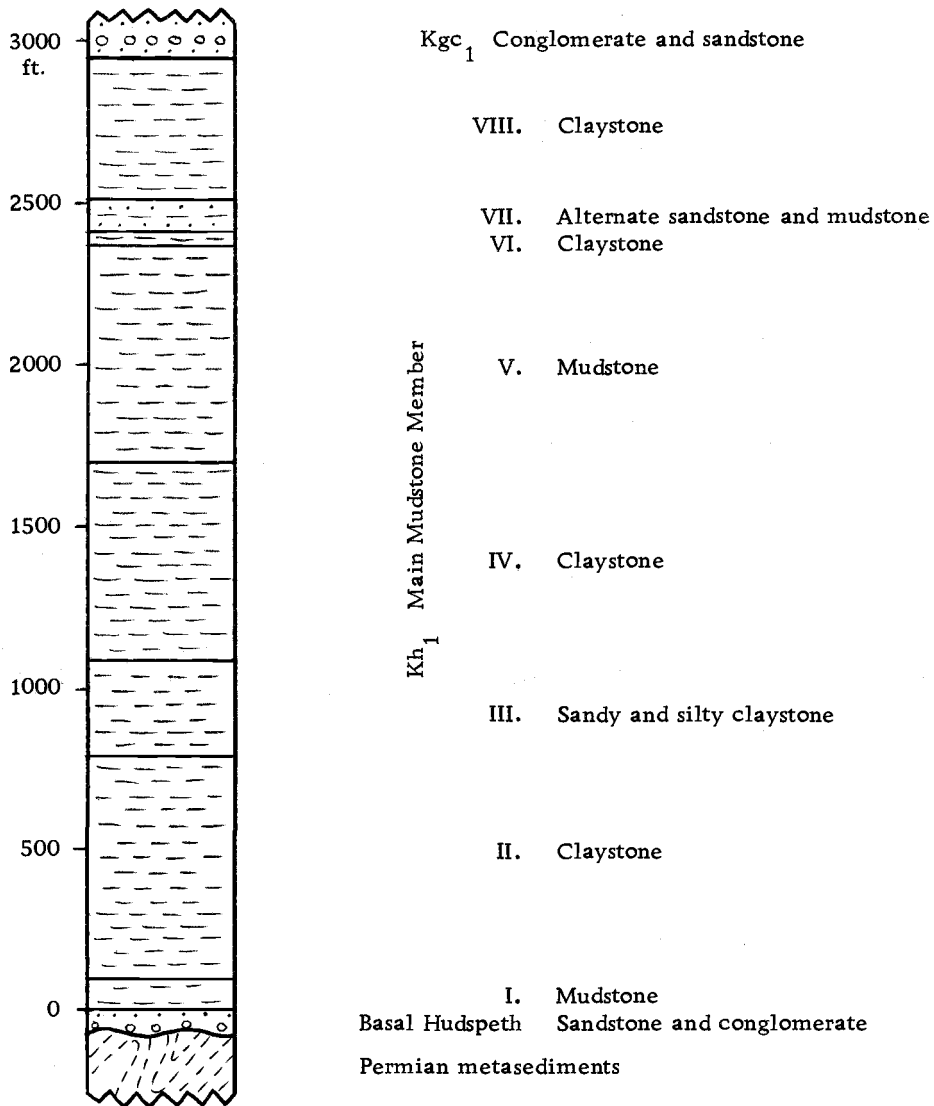 3000
ft.
Kgc1 Conglomerate and sandstone
VIII. Claystone
2500
VII. Alternate sandstone and mudstone
VI. Claystone
2000
V. Mudstone
Kh1 Main Mudstone Member
1500
IV. Claystone
1000
III. Sandy and silty claystone
500
II. Claystone
0
I. Mudstone
Basal Hudspeth Sandstone and conglomerate
Permian metasediments